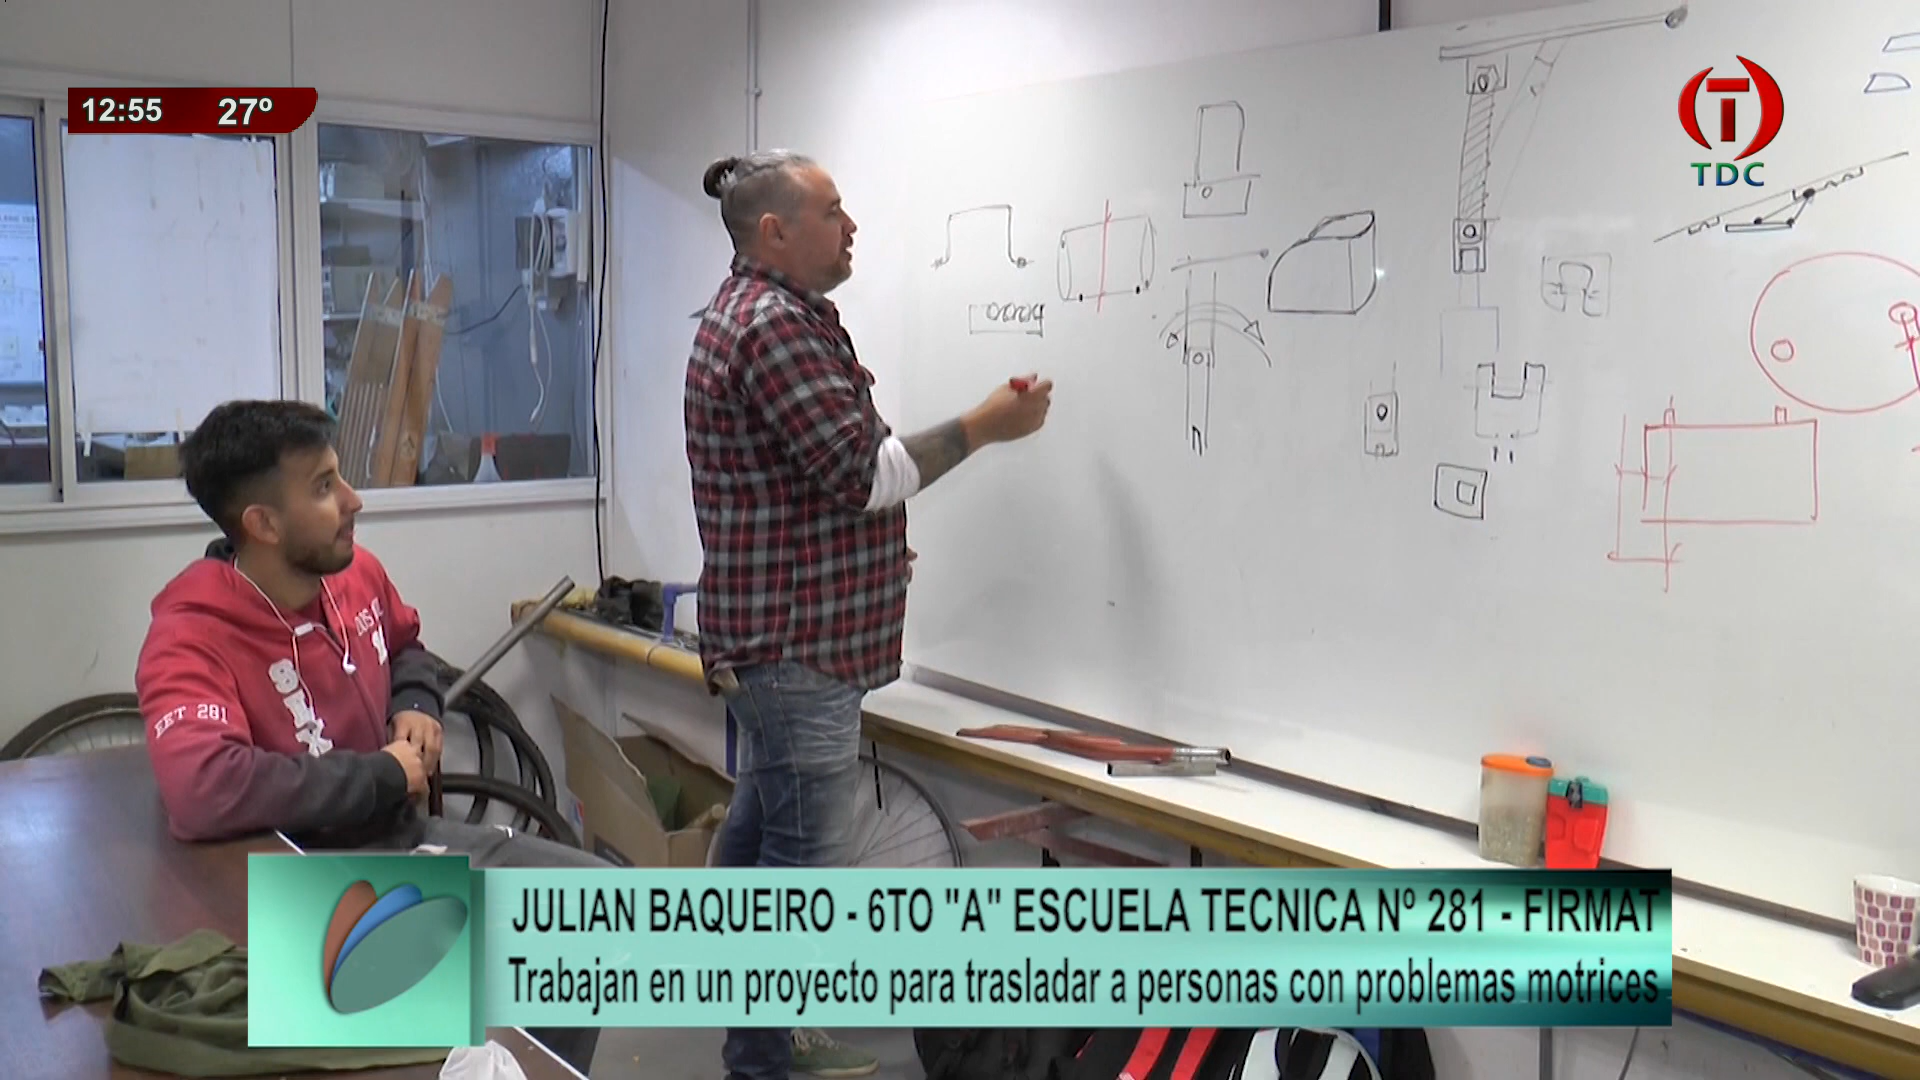 12:55 27º
T
TDC
EET 281
JULIAN BAQUEIRO - 6TO "A" ESCUELA TECNICA Nº 281 - FIRMAT
Trabajan en un proyecto para trasladar a personas con problemas motrices